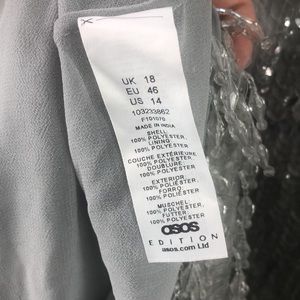 UK 18
EU 46
US 14
103233862
F101070
MADE IN INDIA
SHELL
100% POLYESTER
LINING
100% POLYESTER
COUCHE EXTÉRIEURE
100% POLYESTER
DOUBLURE
100% POLYESTER
EXTERIOR
100% POLIÉSTER
FORRO
100% POLIÉSTER
MUSCHEL
100% POLYESTER
FUTTER
100% POLYESTER
asos
EDITION
asos.com Ltd